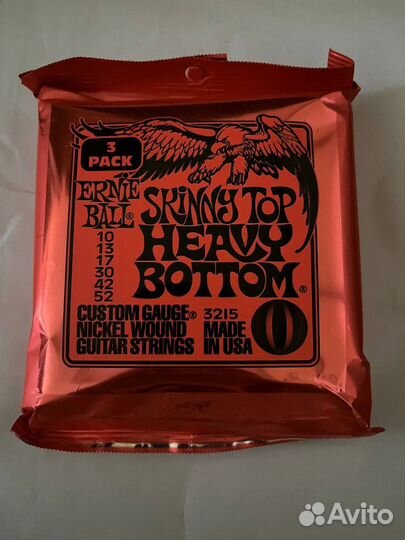 3
PACK
ERNIE
BALL®
10
13
17
30
42
52
SKINNY TOP
HEAVY
BOTTOM®
CUSTOM GAUGE®
NICKEL WOUND
GUITAR STRINGS
3215
MADE
IN USA
Avito